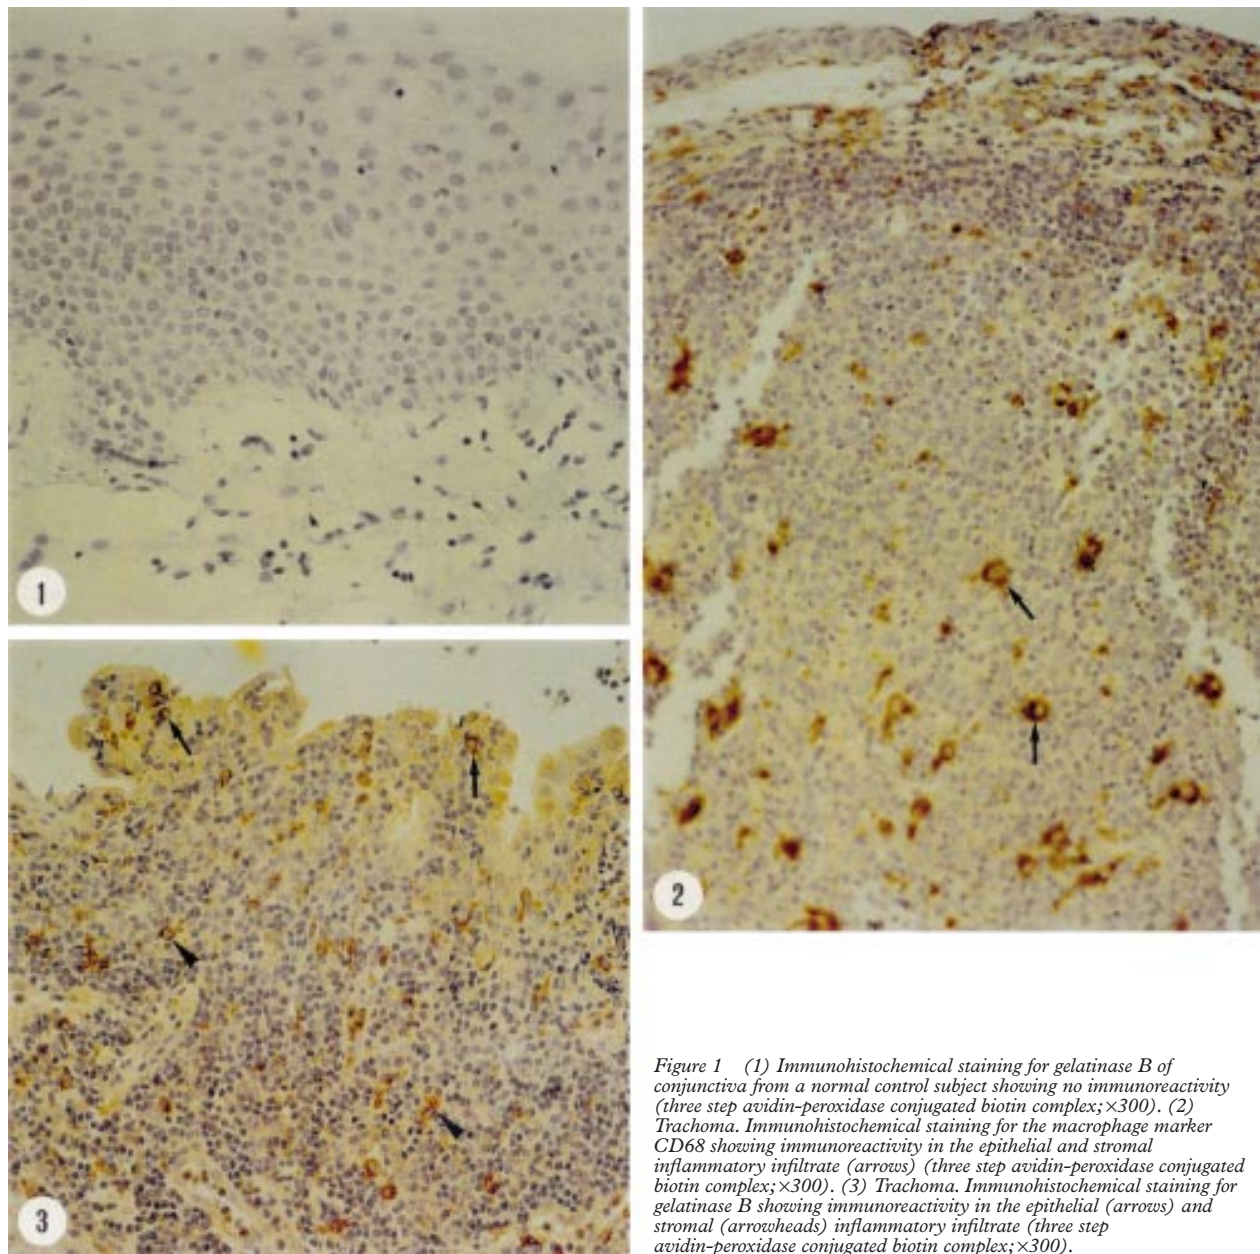 1
2
3
Figure 1 (1) Immunohistochemical staining for gelatinase B of
conjunctiva from a normal control subject showing no immunoreactivity
(three step avidin-peroxidase conjugated biotin complex;×300). (2)
Trachoma. Immunohistochemical staining for the macrophage marker
CD68 showing immunoreactivity in the epithelial and stromal
inflammatory infiltrate (arrows) (three step avidin-peroxidase conjugated
biotin complex;×300). (3) Trachoma. Immunohistochemical staining for
gelatinase B showing immunoreactivity in the epithelial (arrows) and
stromal (arrowheads) inflammatory infiltrate (three step
avidin-peroxidase conjugated biotin complex;×300).